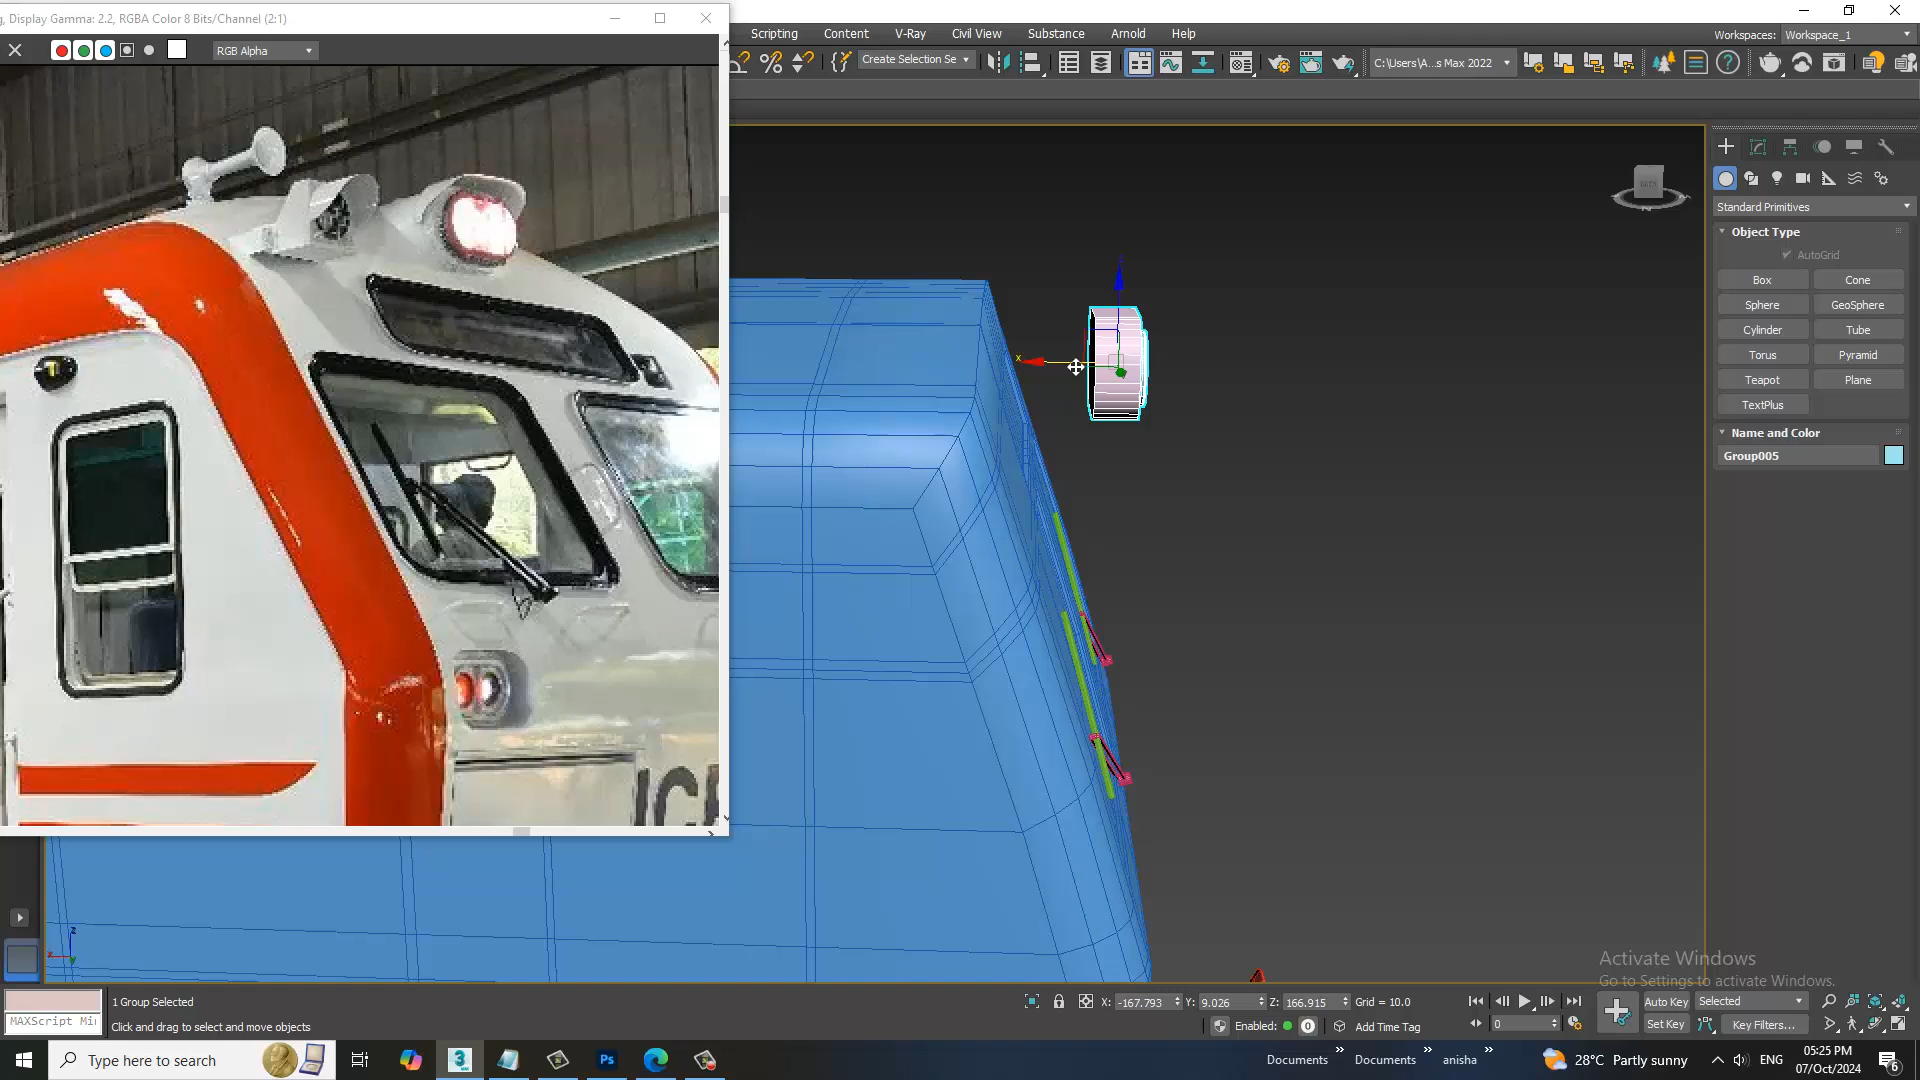 g, Display Gamma: 2.2, RGBA Color 8 Bits/Channel (2:1)
RGB Alpha
Scripting Content V-Ray Civil View Substance Arnold Help
Workspaces: Workspace_1
Create Selection Se
C:\Users\A...s Max 2022
Standard Primitives
Object Type
AutoGrid
Box Cone
Sphere GeoSphere
Cylinder Tube
Torus Pyramid
Teapot Plane
TextPlus
Name and Color
Group005
x
z
x
y
Activate Windows
Go to Settings to activate Windows.
1 Group Selected
X: -167.793 Y: 9.026 Z: 166.915 Grid = 10.0
Auto Key Selected
MAXScript Mi
Click and drag to select and move objects
Enabled: 0 Add Time Tag
0
Set Key Key Filters...
Type here to search
Documents » Documents » anisha »
28°C Partly sunny
ENG
05:25 PM
07/Oct/2024
6